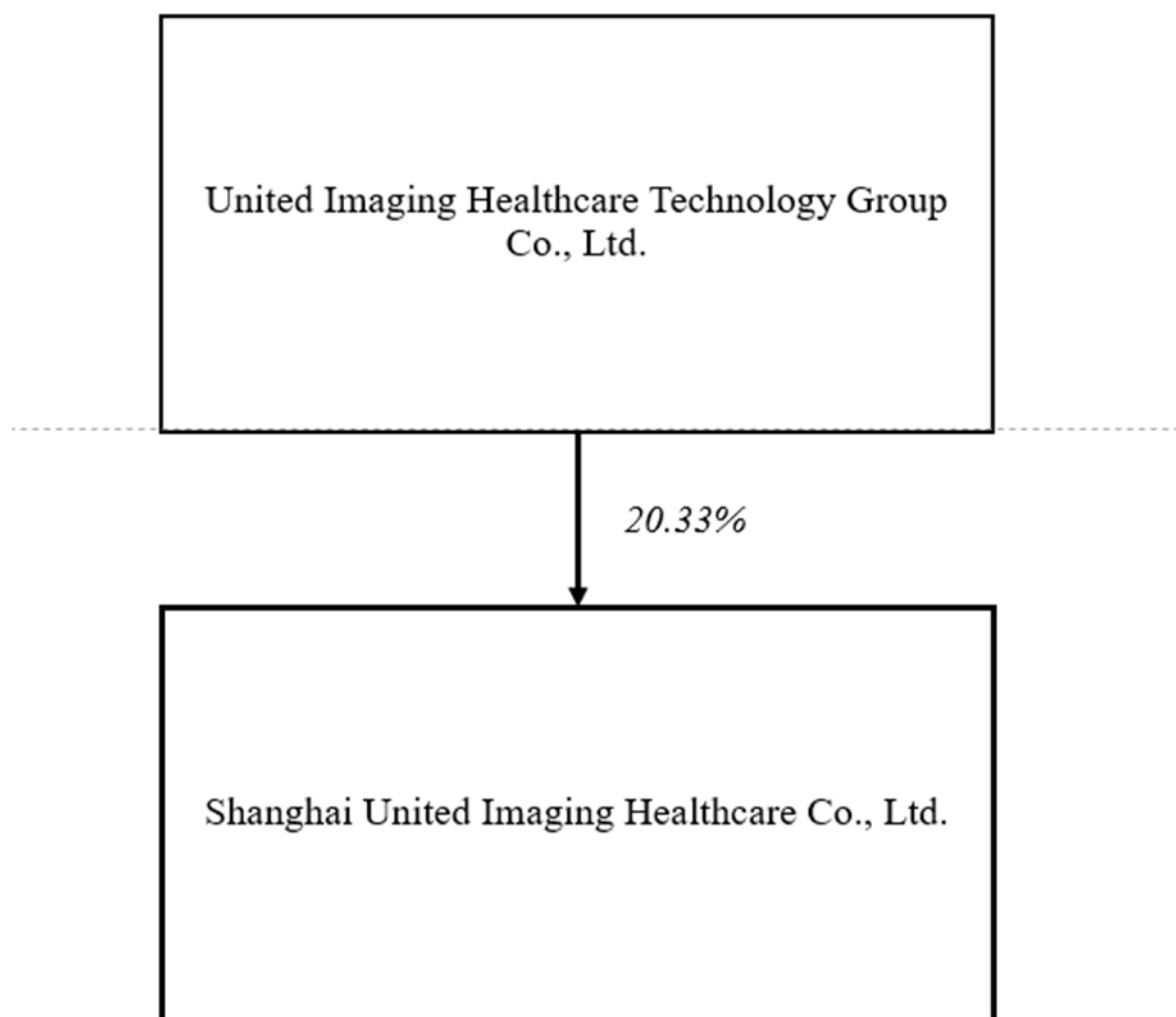 United Imaging Healthcare Technology Group
Co., Ltd.
20.33%
Shanghai United Imaging Healthcare Co., Ltd.